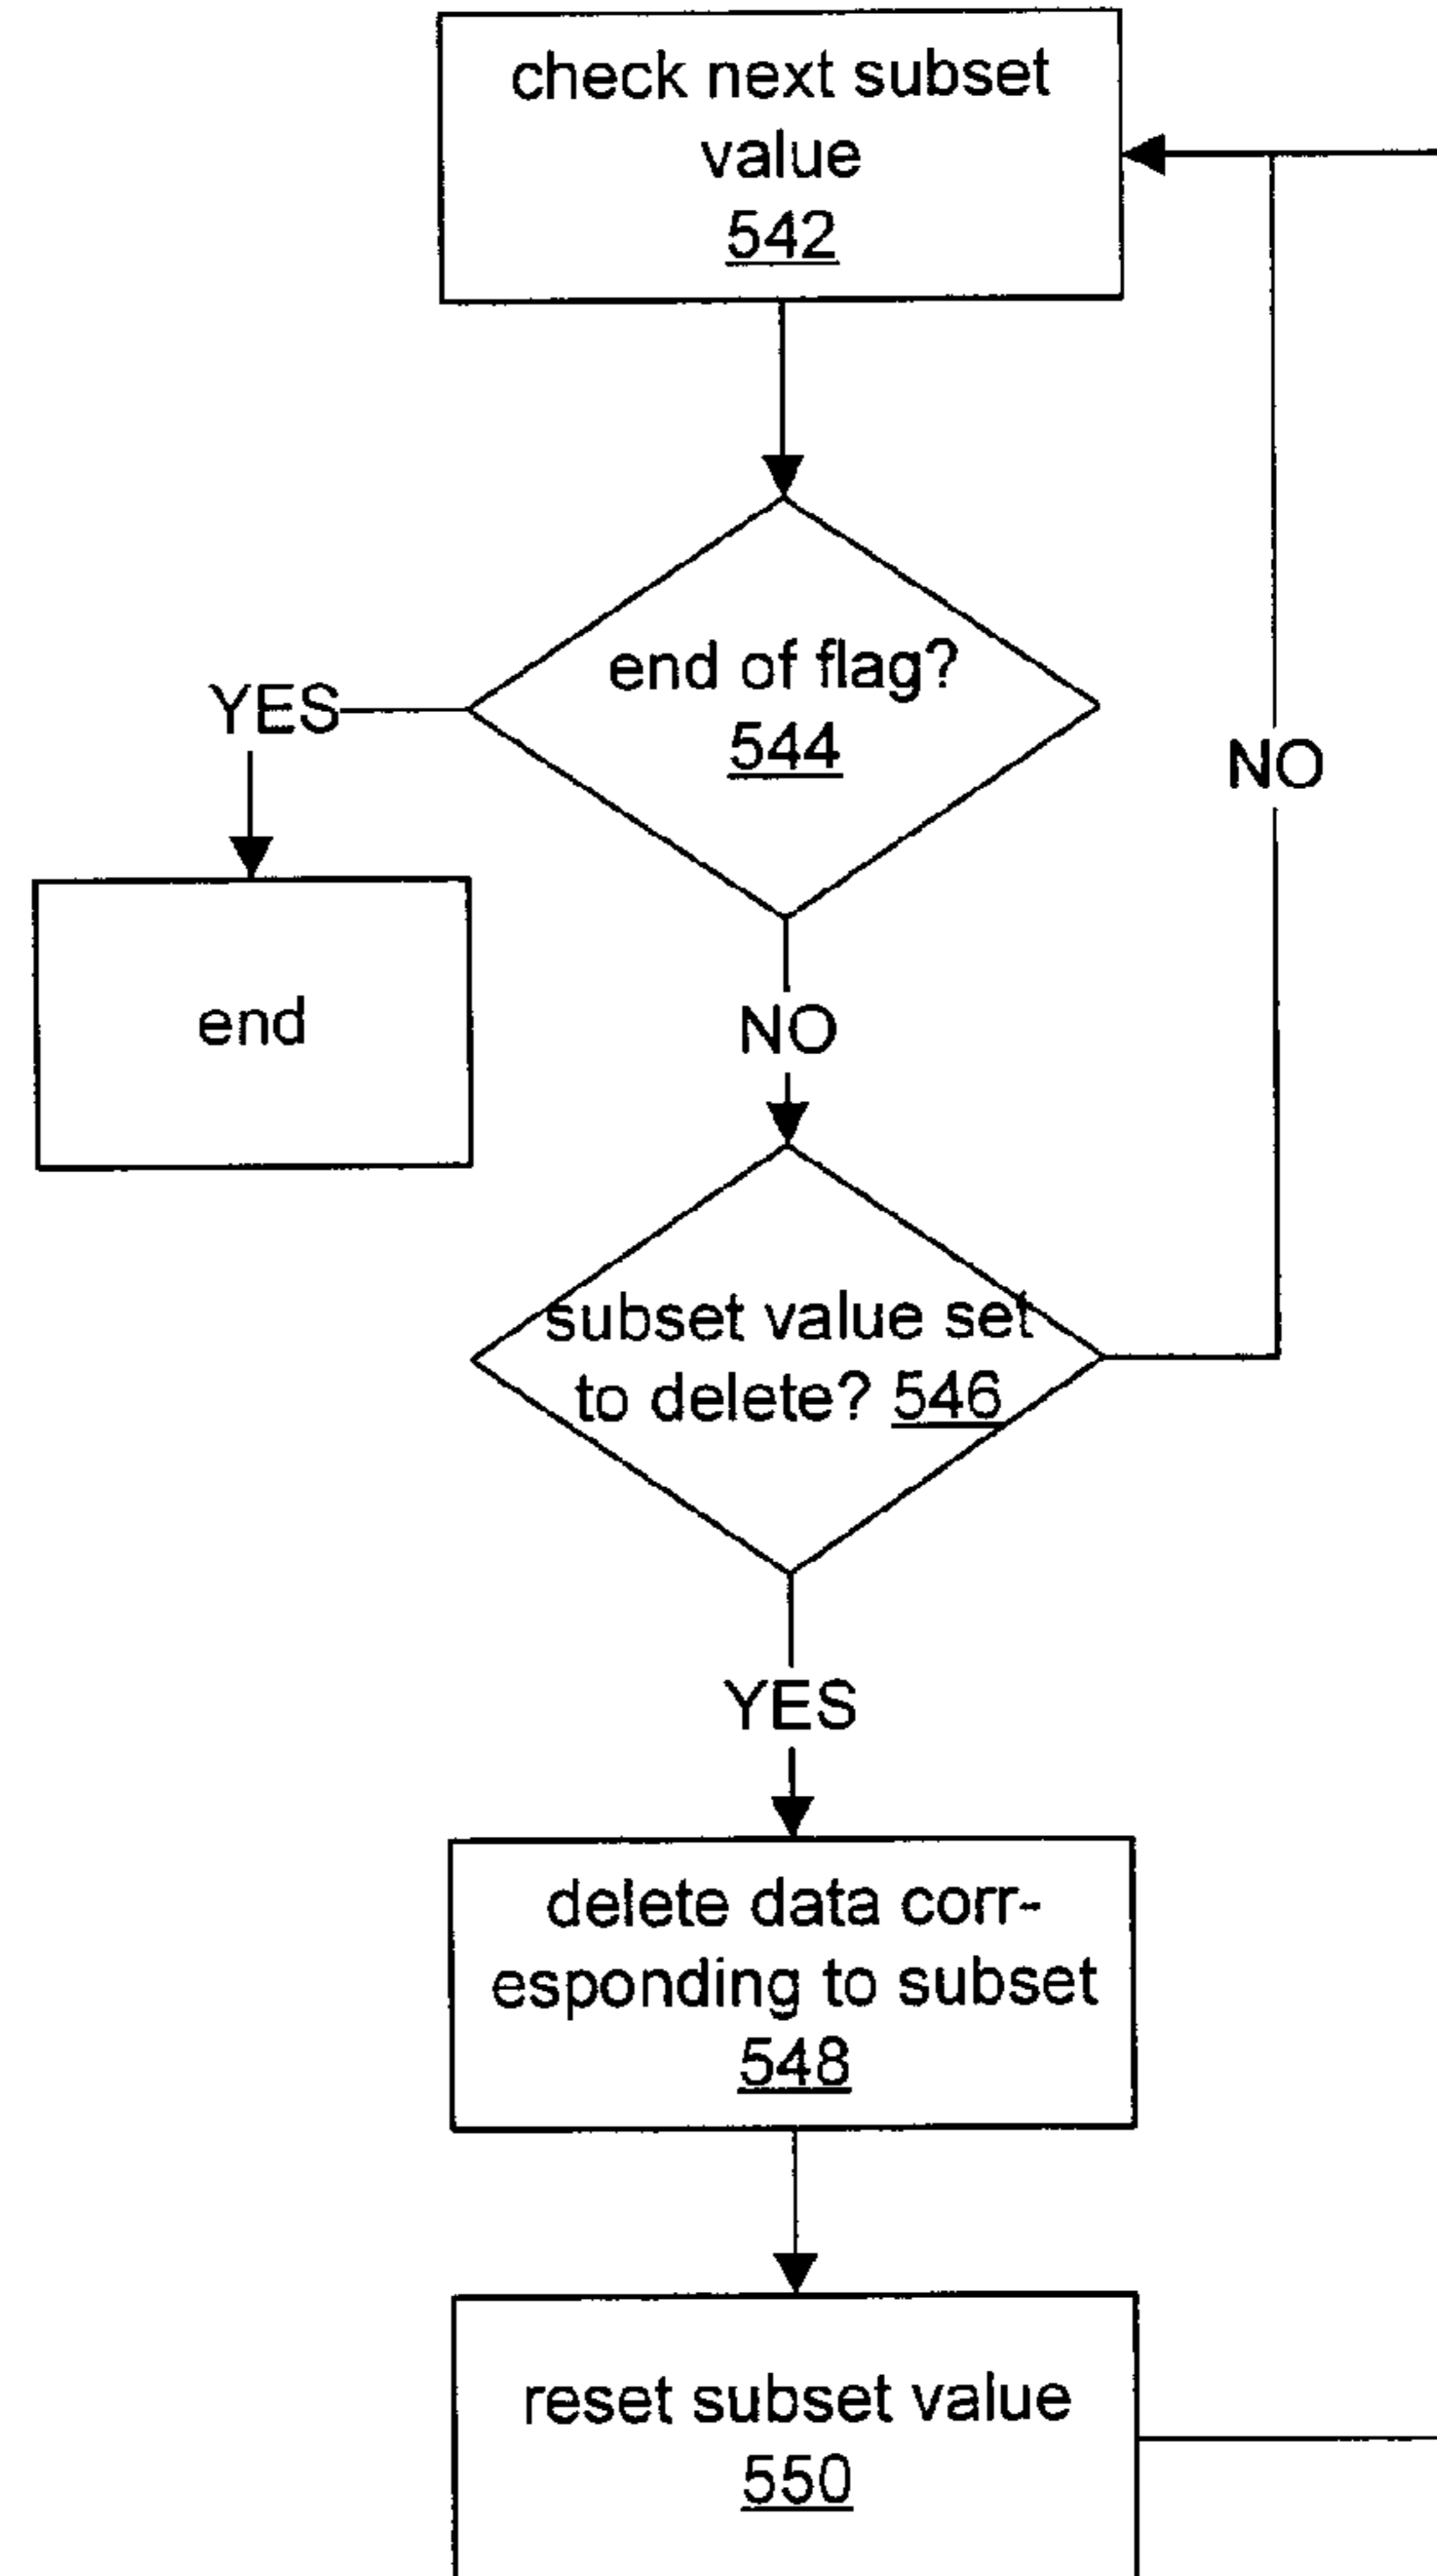 check next subset
value
542
end of flag?
544
YES
NO
end
NO
subset value set
to delete? 546
YES
delete data corr-
esponding to subset
548
reset subset value
550